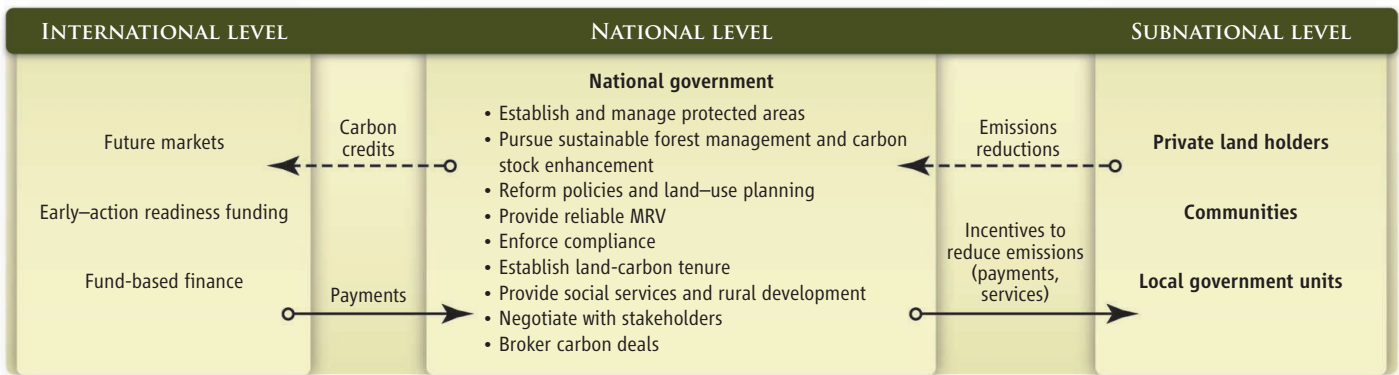 INTERNATIONAL LEVEL
NATIONAL LEVEL
SUBNATIONAL LEVEL
Future markets
Early–action readiness funding
Fund-based finance
Carbon
credits
Payments
National government
• Establish and manage protected areas
• Pursue sustainable forest management and carbon
stock enhancement
• Reform policies and land–use planning
• Provide reliable MRV
• Enforce compliance
• Establish land-carbon tenure
• Provide social services and rural development
• Negotiate with stakeholders
• Broker carbon deals
Emissions
reductions
Incentives to
reduce emissions
(payments,
services)
Private land holders
Communities
Local government units